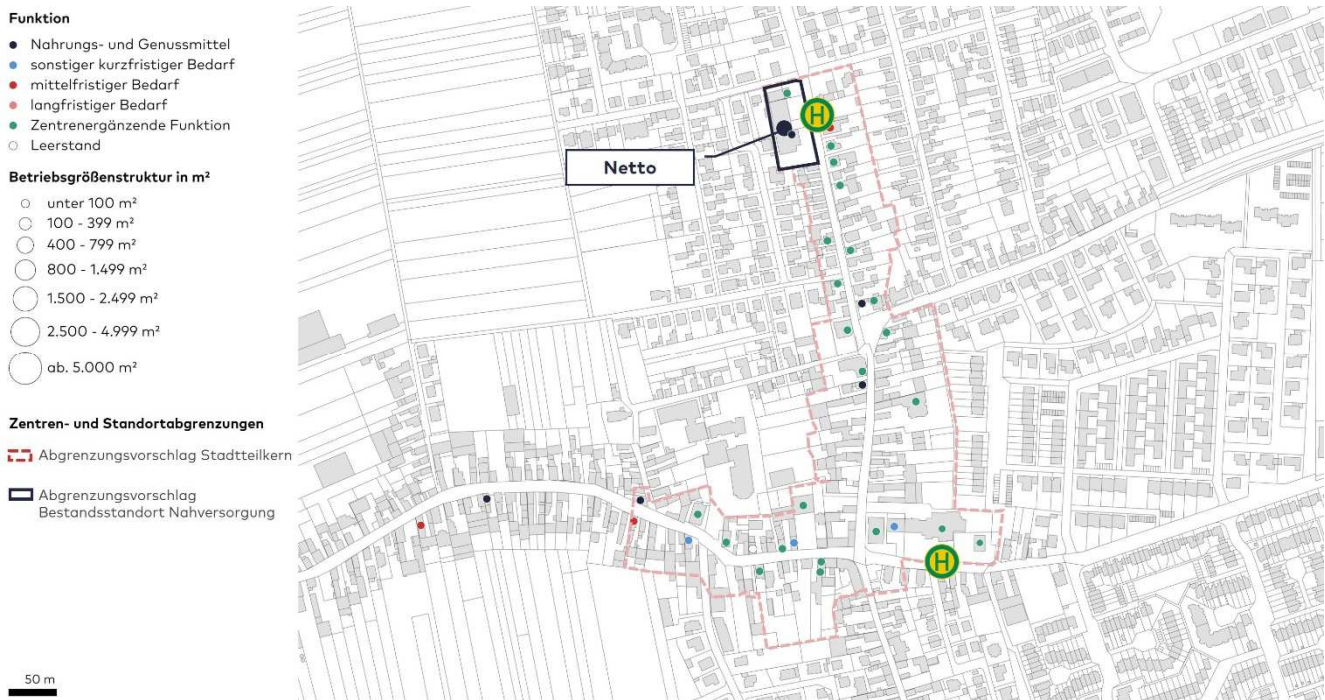 Funktion
Nahrungs- und Genussmittel
sonstiger kurzfristiger Bedarf
mittelfristiger Bedarf
langfristiger Bedarf
Zentrenergänzende Funktion
Leerstand
Betriebsgrößenstruktur in m²
unter 100 m²
100 - 399 m²
400 - 799 m²
800 - 1.499 m²
1.500 - 2.499 m²
2.500 - 4.999 m²
ab. 5.000 m²
Zentren- und Standortabgrenzungen
Abgrenzungsvorschlag Stadtteilkern
Abgrenzungsvorschlag
Bestandsstandort Nahversorgung
50 m
Netto
H
H